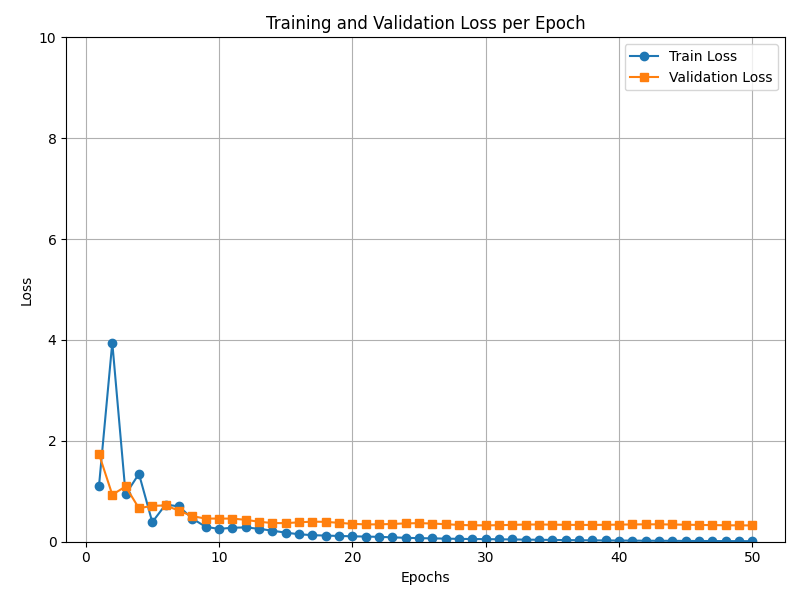 Training and Validation Loss per Epoch
10
8
6
4
2
0
Loss
Train Loss
Validation Loss
0 10 20 30 40 50
Epochs